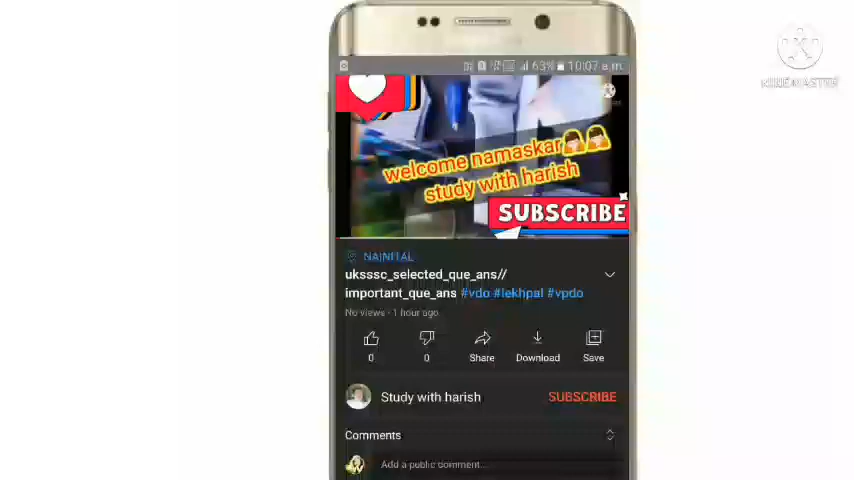 KINEMASTER
63% 10:07 a.m.
welcome namaskar
study with harish
SUBSCRIBE
NAINITAL
uksssc_selected_que_ans//
important_que_ans #vdo #lekhpal #vpdo
No views · 1 hour ago
0 0 Share Download Save
Study with harish SUBSCRIBE
Comments
Add a public comment...